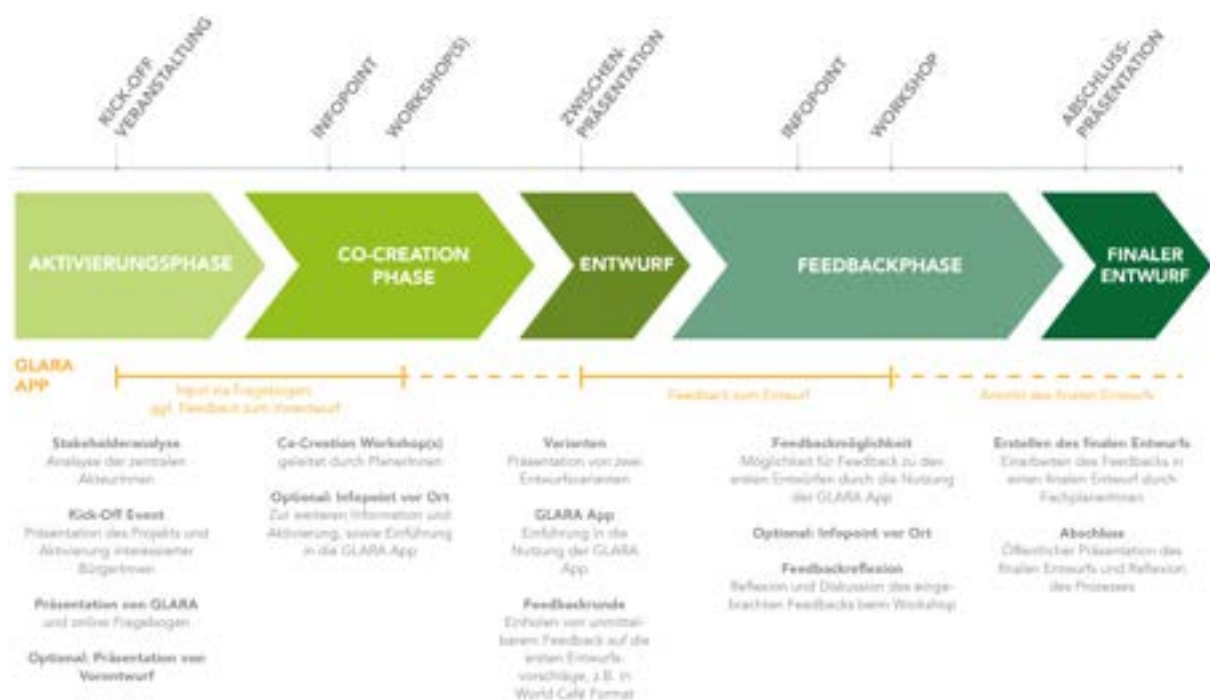 KICK-OFF
VERANSTALTUNG
INFOPOINT
WORKSHOP(S)
ZWISCHEN-
PRÄSENTATION
INFOPOINT
WORKSHOP
ABSCHLUSS-
PRÄSENTATION
AKTIVIERUNGSPHASE
CO-CREATION
PHASE
ENTWURF
FEEDBACKPHASE
FINALER
ENTWURF
GLARA
APP
Input via Fragebogen
ggf. Feedback zum Vorentwurf
Feedback zum Entwurf
Ansicht des finalen Entwurfs
Stakeholderanalyse
Analyse der zentralen
AkteurInnen
Kick-Off Event
Präsentation des Projekts und
Aktivierung interessierter
BürgerInnen
Präsentation von GLARA
und online Fragebogen
Optional: Präsentation von
Vorentwurf
Co-Creation Workshop(s)
geleitet durch PlanerInnen
Optional: Infopoint vor Ort
Zur weiteren Information und
Aktivierung, sowie Einführung
in die GLARA App
Varianten
Präsentation von zwei
Entwurfsvarianten
GLARA App
Einführung in die
Nutzung der GLARA
App
Feedbackrunde
Einholen von unmittel-
barem Feedback auf die
ersten Entwurfs-
vorschläge, z.B. in
World Café Format
Feedbackmöglichkeit
Möglichkeit für Feedback zu den
ersten Entwürfen durch die Nutzung
der GLARA App
Optional: Infopoint vor Ort
Feedbackreflexion
Reflexion und Diskussion des einge-
brachten Feedbacks beim Workshop
Erstellen des finalen Entwurfs
Einarbeiten des Feedbacks in
einen finalen Entwurf durch
FachplanerInnen
Abschluss
Öffentlicher Präsentation des
finalen Entwurfs und Reflexion
des Prozesses